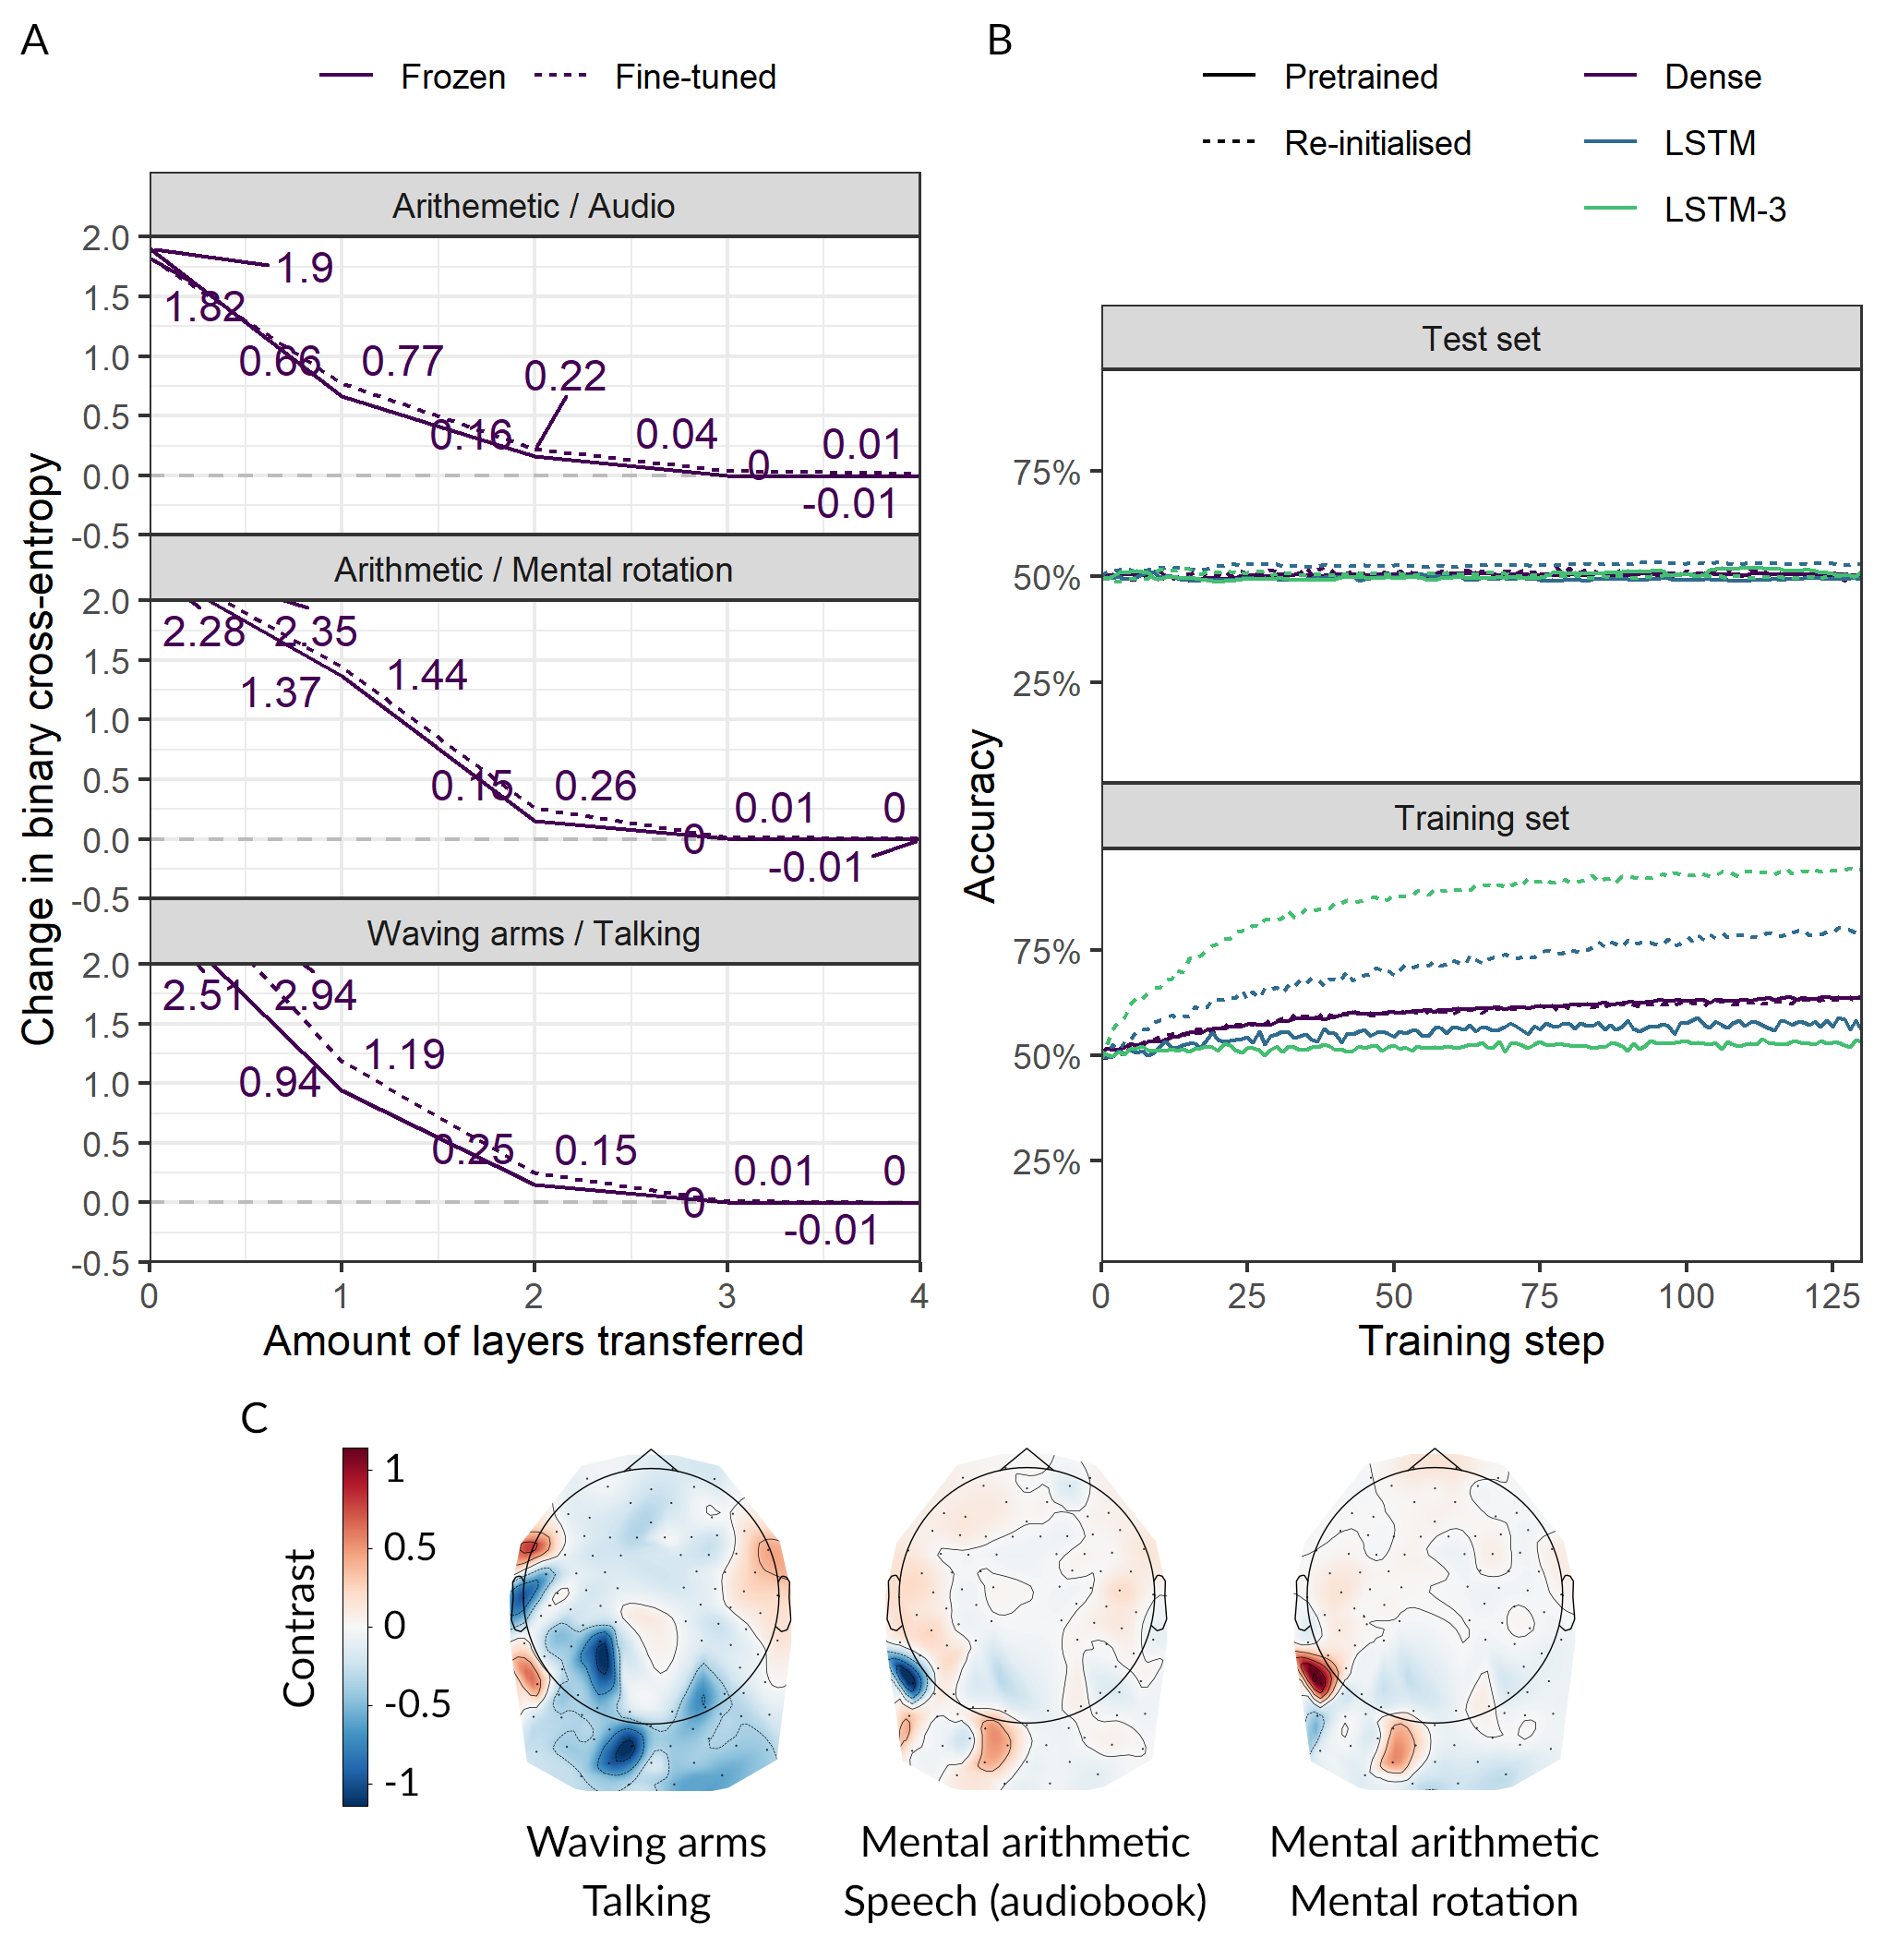 A
Frozen Fine-tuned
Change in binary cross-entropy
Arithemetic / Audio
2.0
1.5
1.0
0.5
0.0
-0.5
1.9
1.82
0.66 0.77
0.22
0.16 0.04 0.01
0
-0.01
Arithmetic / Mental rotation
2.0
1.5
1.0
0.5
0.0
-0.5
2.28 2.35
1.37 1.44
0.15 0.26
0.01 0
0
-0.01
Waving arms / Talking
2.0
1.5
1.0
0.5
0.0
-0.5
2.51 2.94
0.94 1.19
0.25 0.15
0.01 0
0
-0.01
0 1 2 3 4
Amount of layers transferred
B
Pretrained Dense
Re-initialised LSTM
LSTM-3
Accuracy
Test set
75%
50%
25%
Training set
75%
50%
25%
0 25 50 75 100 125
Training step
C
Contrast
1
0.5
0
-0.5
-1
Waving arms
Talking
Mental arithmetic
Speech (audiobook)
Mental arithmetic
Mental rotation